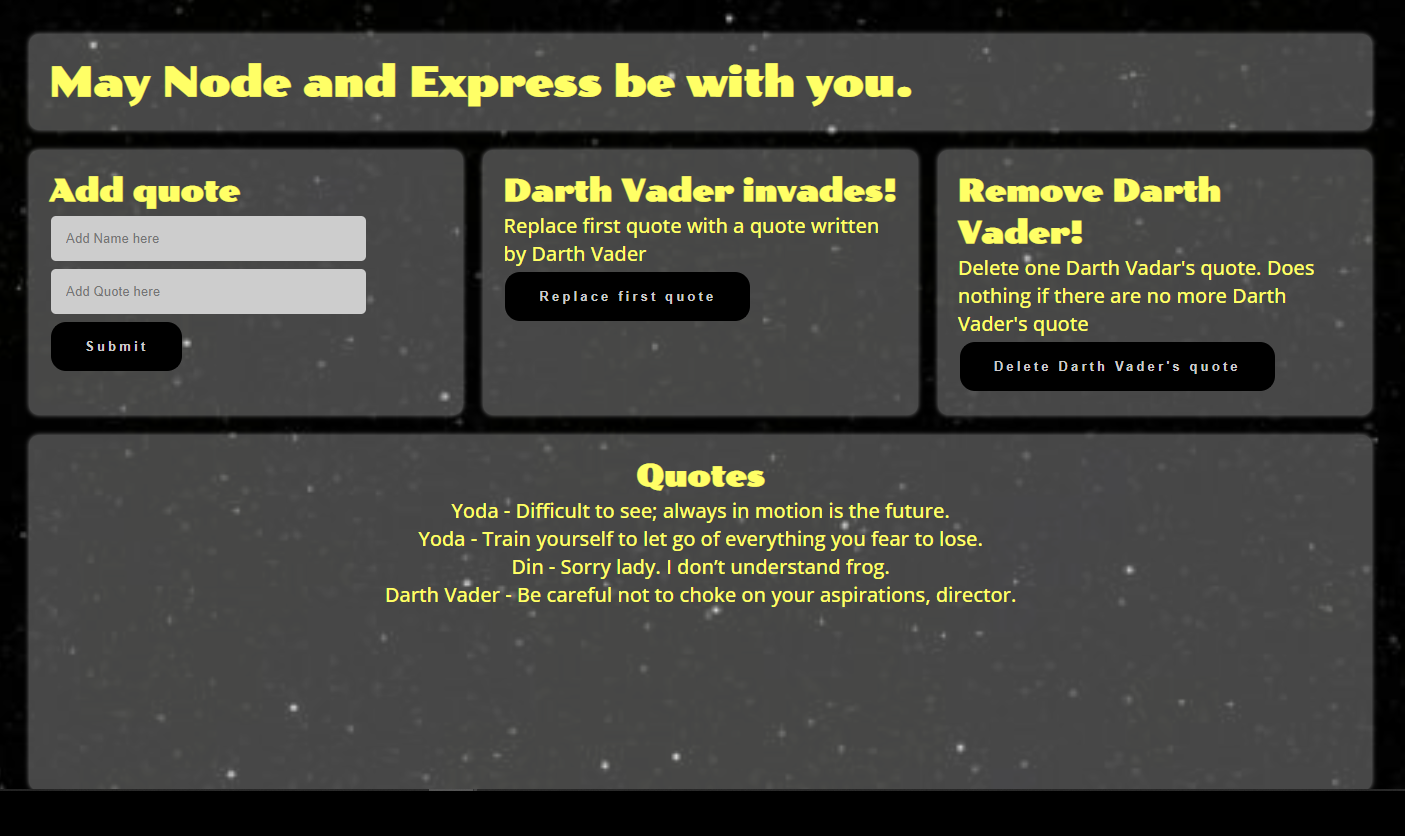 May Node and Express be with you.
Add quote
Add Name here
Add Quote here
Submit
Darth Vader invades!
Replace first quote with a quote written
by Darth Vader
Replace first quote
Remove Darth
Vader!
Delete one Darth Vadar's quote. Does
nothing if there are no more Darth
Vader's quote
Delete Darth Vader's quote
Quotes
Yoda - Difficult to see; always in motion is the future.
Yoda - Train yourself to let go of everything you fear to lose.
Din - Sorry lady. I don’t understand frog.
Darth Vader - Be careful not to choke on your aspirations, director.